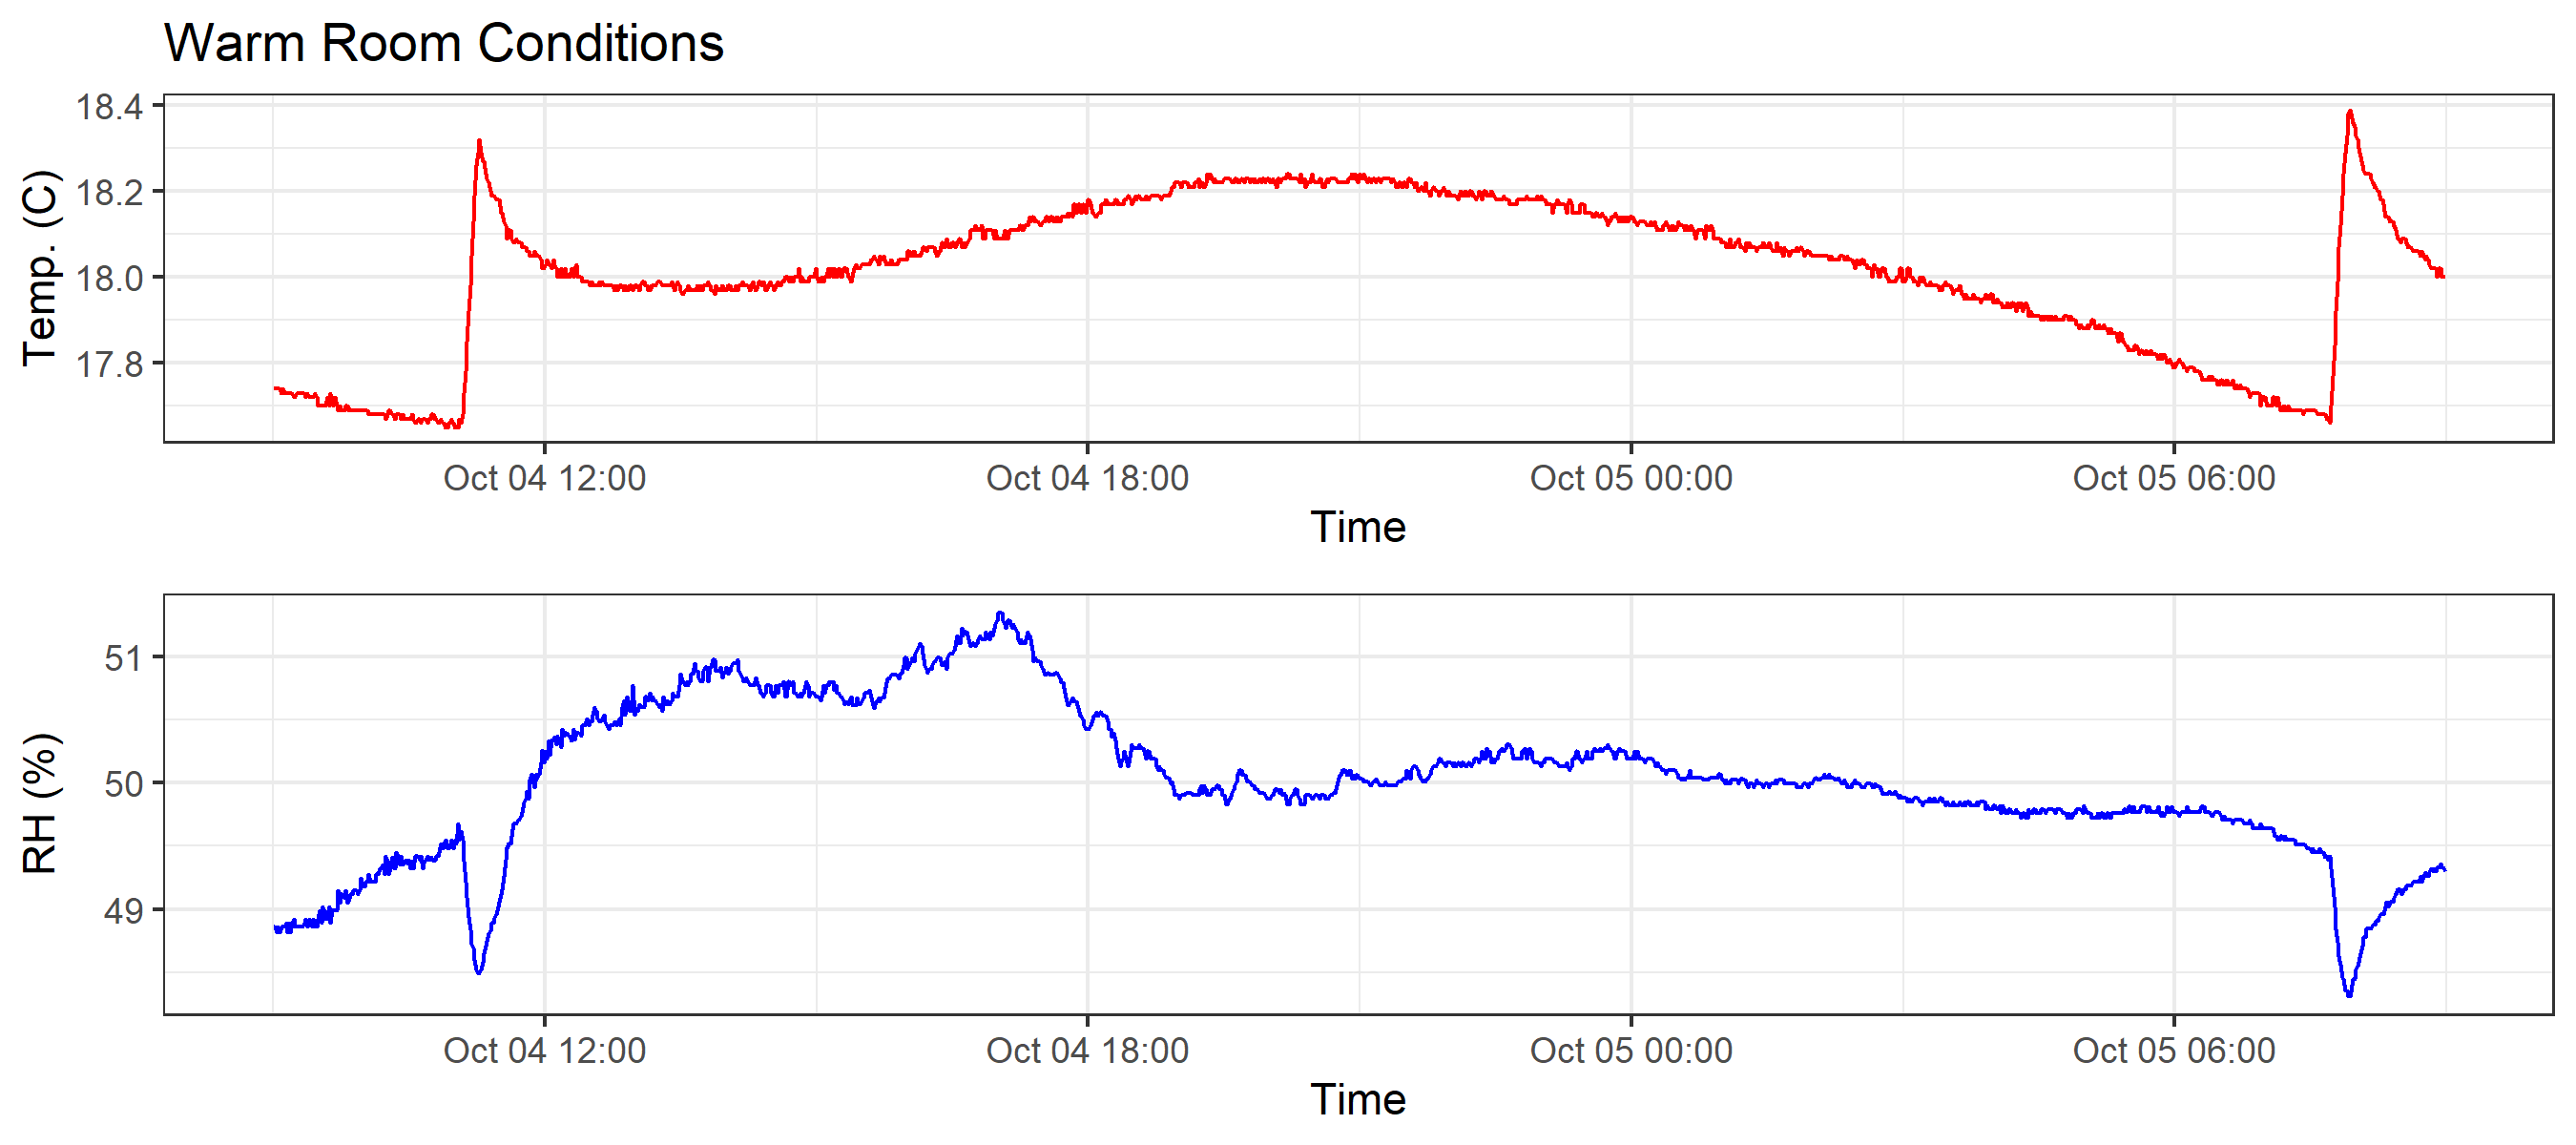 Warm Room Conditions
Temp. (C)
18.4
18.2
18.0
17.8
Oct 04 12:00 Oct 04 18:00 Oct 05 00:00 Oct 05 06:00
Time
RH (%)
51
50
49
Oct 04 12:00 Oct 04 18:00 Oct 05 00:00 Oct 05 06:00
Time